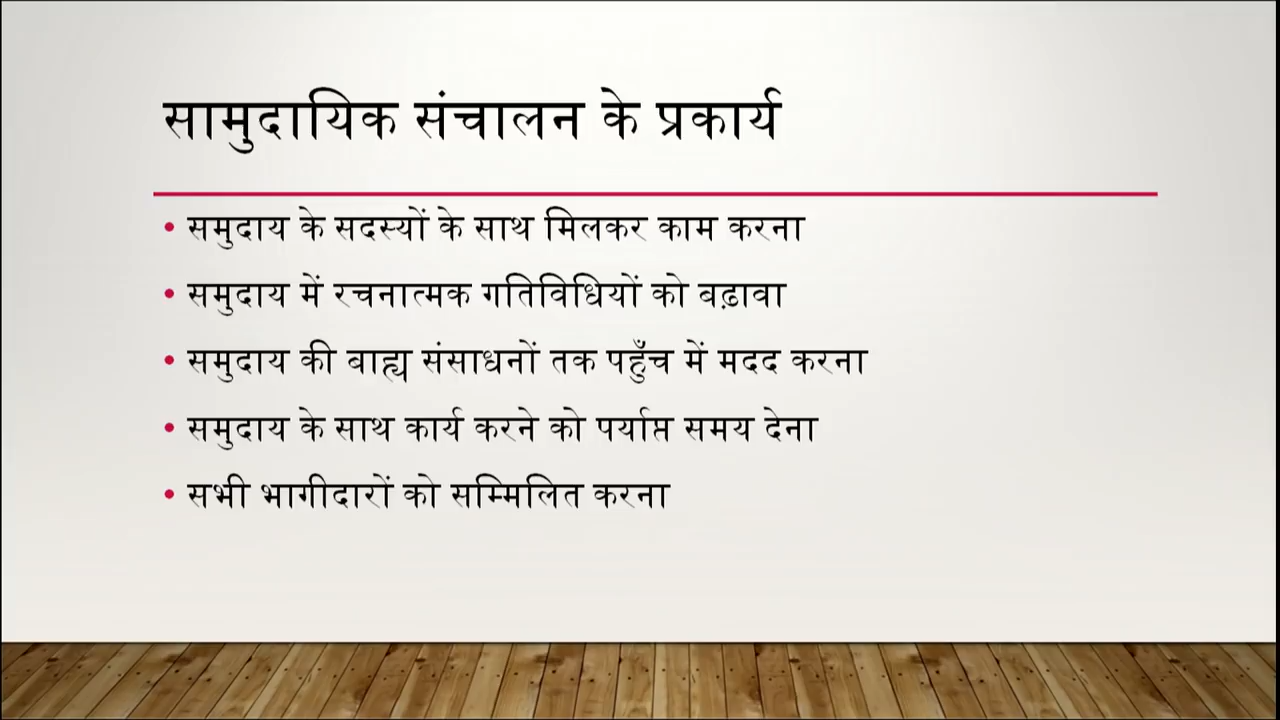 सामुदायिक संचालन के प्रकार्य
• समुदाय के सदस्यों के साथ मिलकर काम करना
• समुदाय में रचनात्मक गतिविधियों को बढ़ावा
• समुदाय की बाह्य संसाधनों तक पहुँच में मदद करना
• समुदाय के साथ कार्य करने को पर्याप्त समय देना
• सभी भागीदारों को सम्मिलित करना